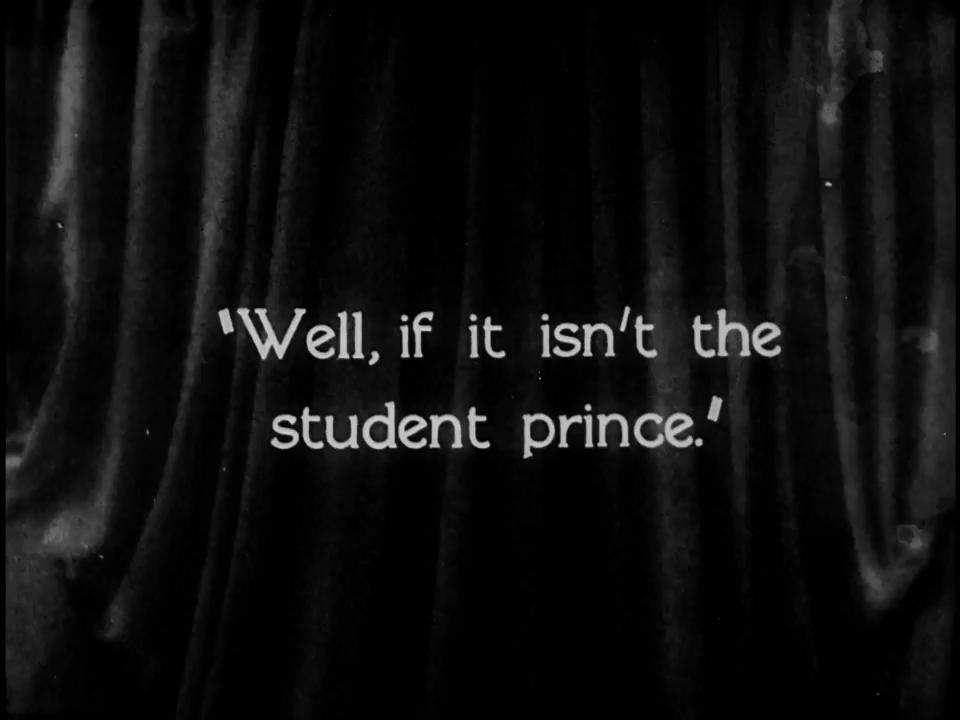 "Well, if it isn't the
student prince."